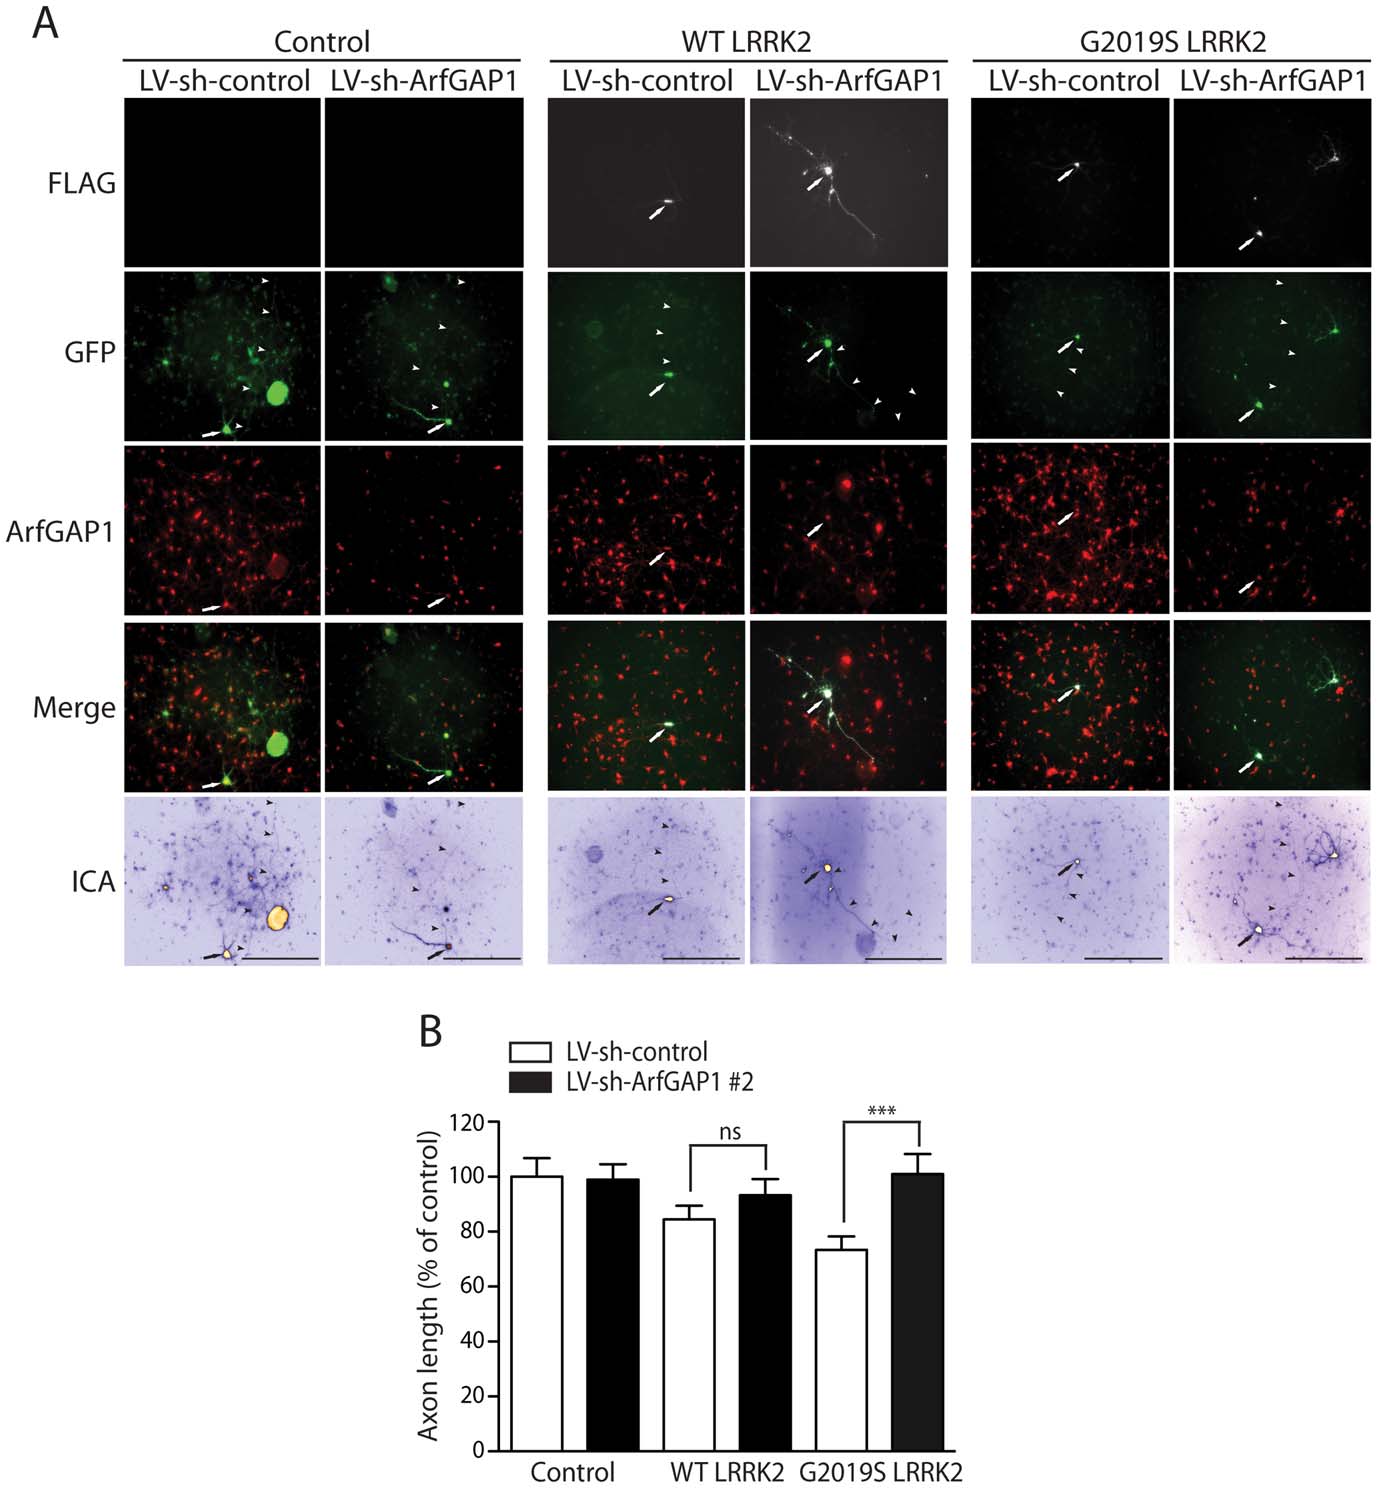 A
Control WT LRRK2 G2019S LRRK2
LV-sh-control LV-sh-ArfGAP1 LV-sh-control LV-sh-ArfGAP1 LV-sh-control LV-sh-ArfGAP1
FLAG
GFP
ArfGAP1
Merge
ICA
B
LV-sh-control
LV-sh-ArfGAP1 #2
Axon length (% of control)
120
100
80
60
40
20
0
ns
***
Control WT LRRK2 G2019S LRRK2